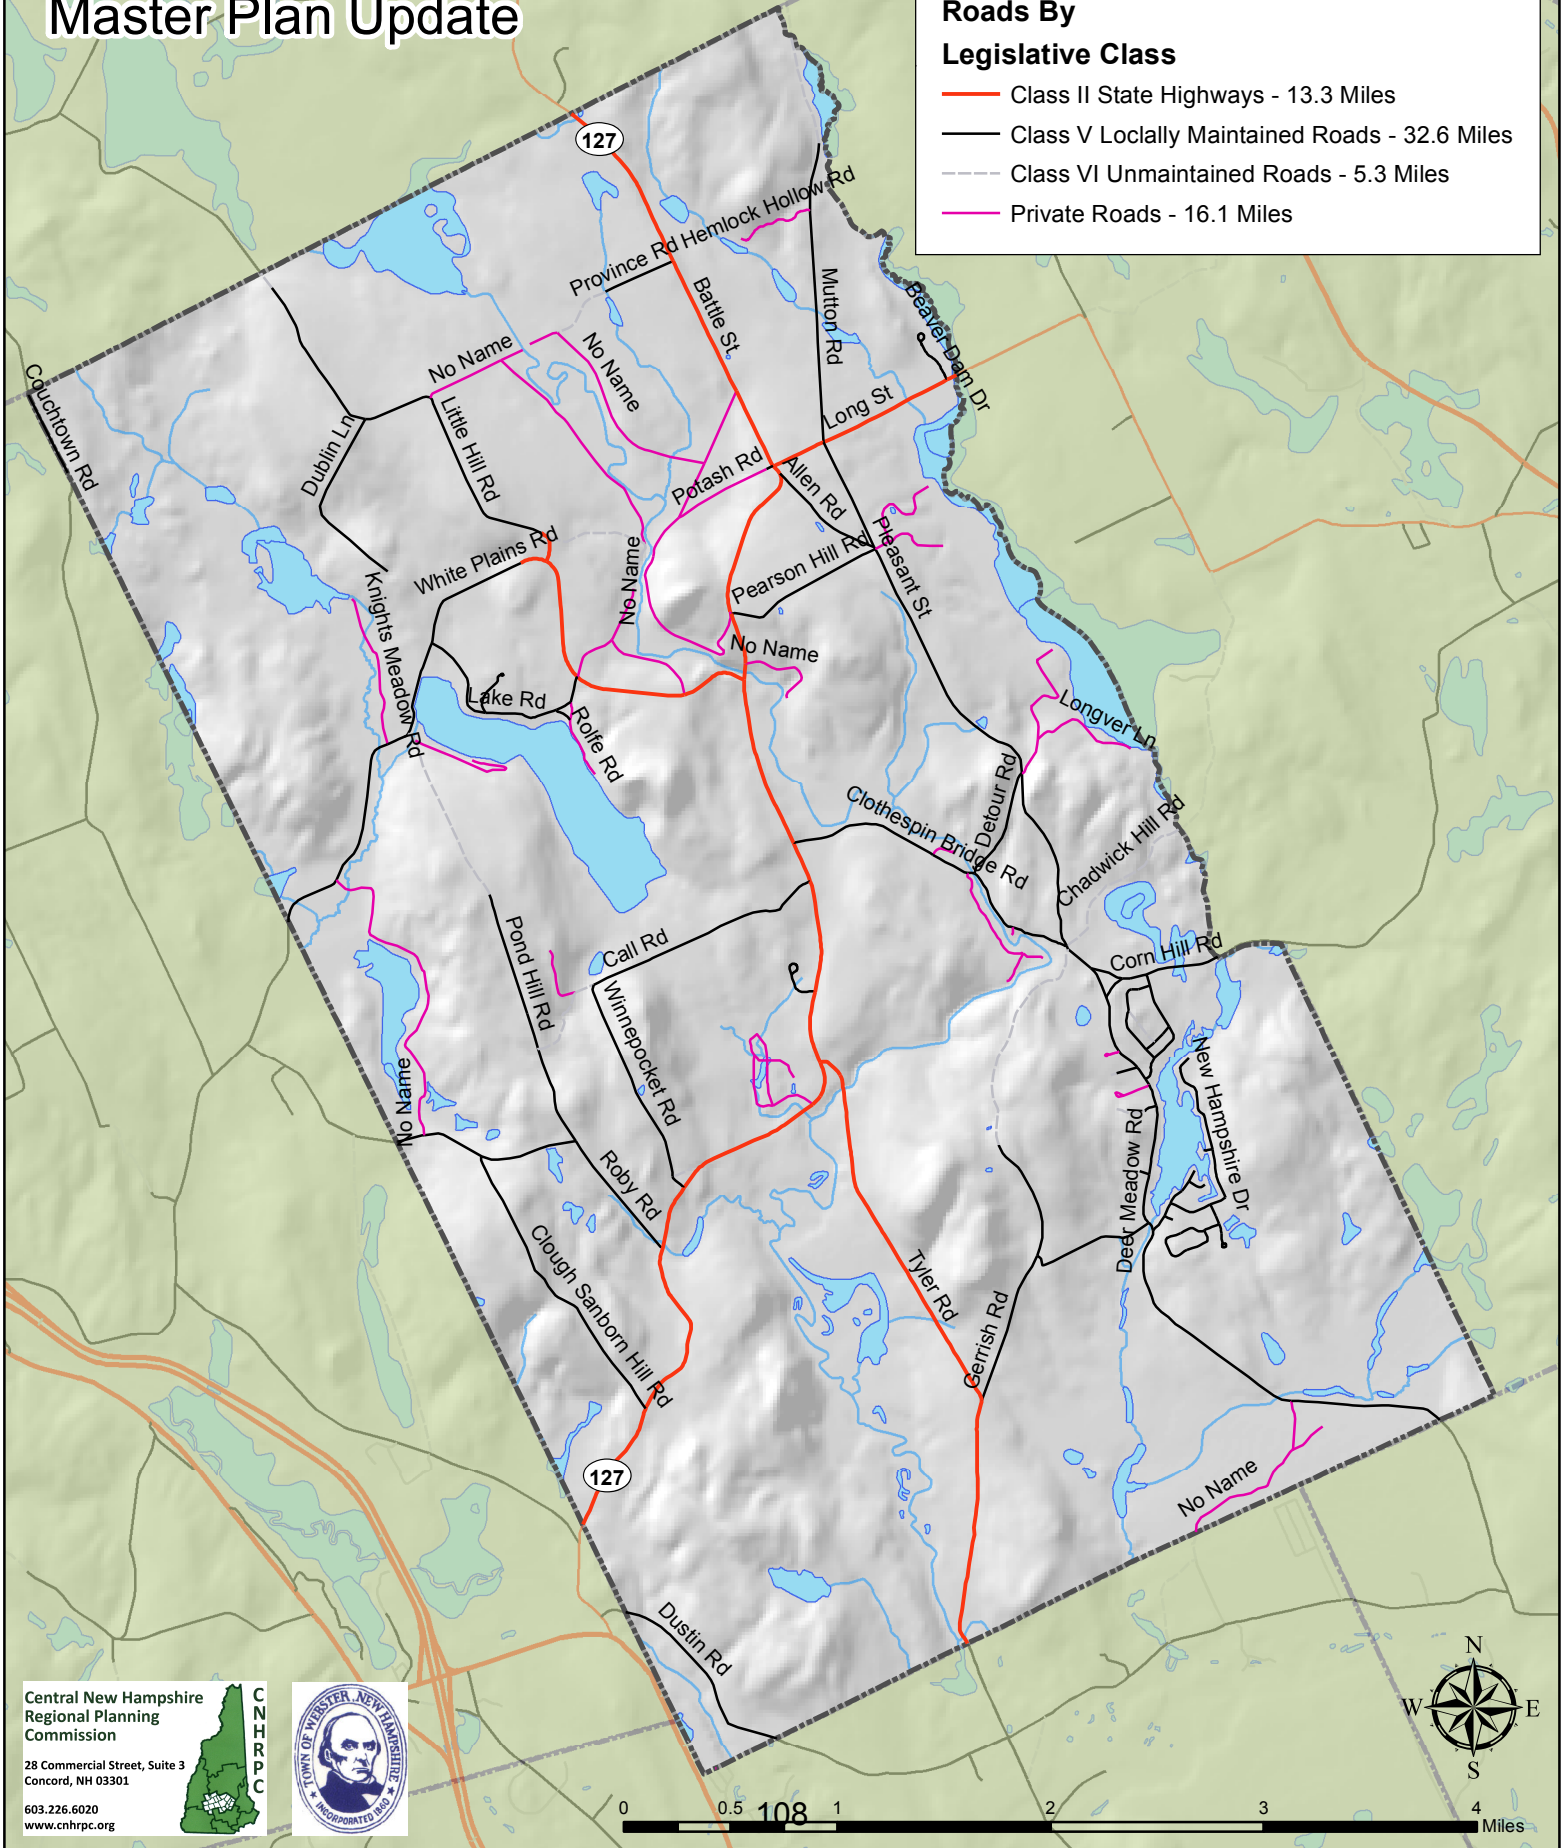 Master Plan Update
Roads By
Legislative Class
Class II State Highways - 13.3 Miles
Class V Loclally Maintained Roads - 32.6 Miles
Class VI Unmaintained Roads - 5.3 Miles
Private Roads - 16.1 Miles
127
Hemlock Hollow Rd
Province Rd
Battle St
Mutton Rd
Beaver Dam Dr
No Name
No Name
Couchtown Rd
Dublin Ln
Little Hill Rd
Long St
Potash Rd
Allen Rd
White Plains Rd
No Name
Pearson Hill Rd
Pleasant St
Knights Meadow Rd
No Name
Lake Rd
Rolfe Rd
Longver Ln
Detour Rd
Clothespin Bridge Rd
Chadwick Hill Rd
Pond Hill Rd
Call Rd
Corn Hill Rd
Winnepocket Rd
No Name
New Hampshire Dr
Deer Meadow Rd
Roby Rd
Clough Sanborn Hill Rd
Tyler Rd
Gerrish Rd
127
No Name
Dustin Rd
Central New Hampshire
Regional Planning
Commission
28 Commercial Street, Suite 3
Concord, NH 03301
603.226.6020
www.cnhrpc.org
CNHRPC
TOWN OF WEBSTER, NEW HAMPSHIRE
INCORPORATED 1860
N
W
E
S
0 0.5 1 2 3 4
Miles
108